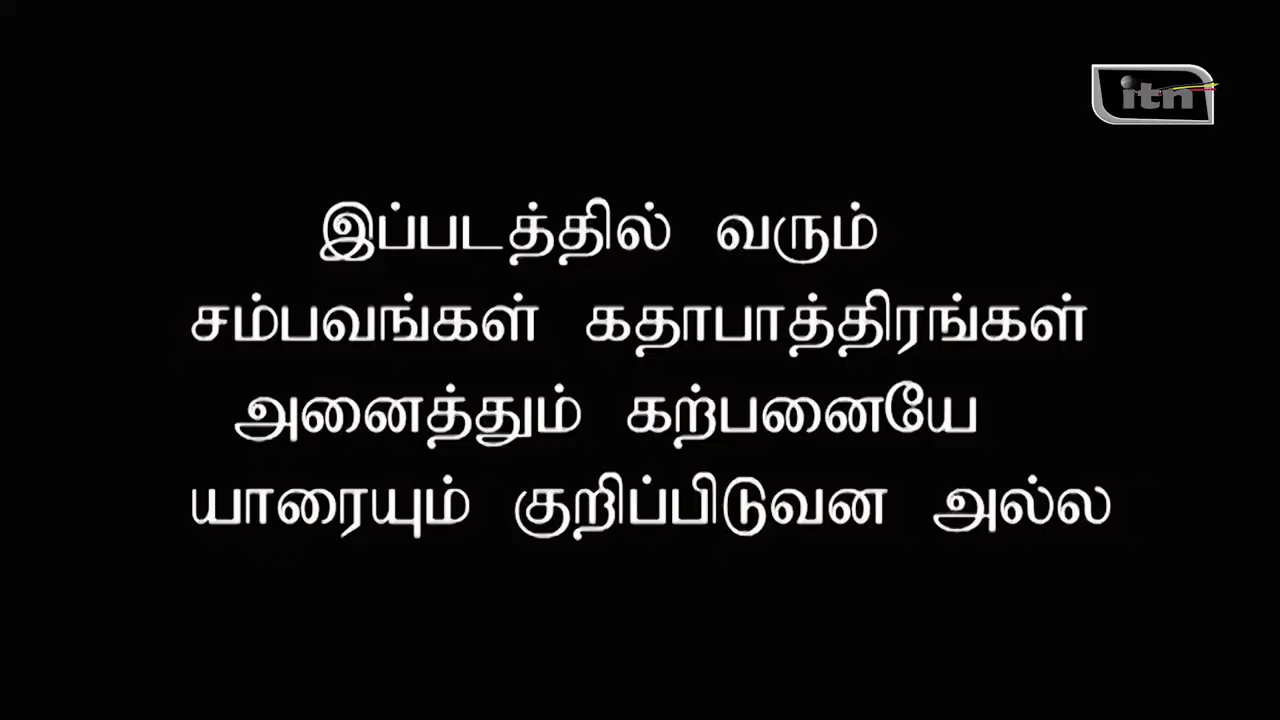 itn
இப்படத்தில் வரும்
சம்பவங்கள் கதாபாத்திரங்கள்
அனைத்தும் கற்பனையே
யாரையும் குறிப்பிடுவன அல்ல